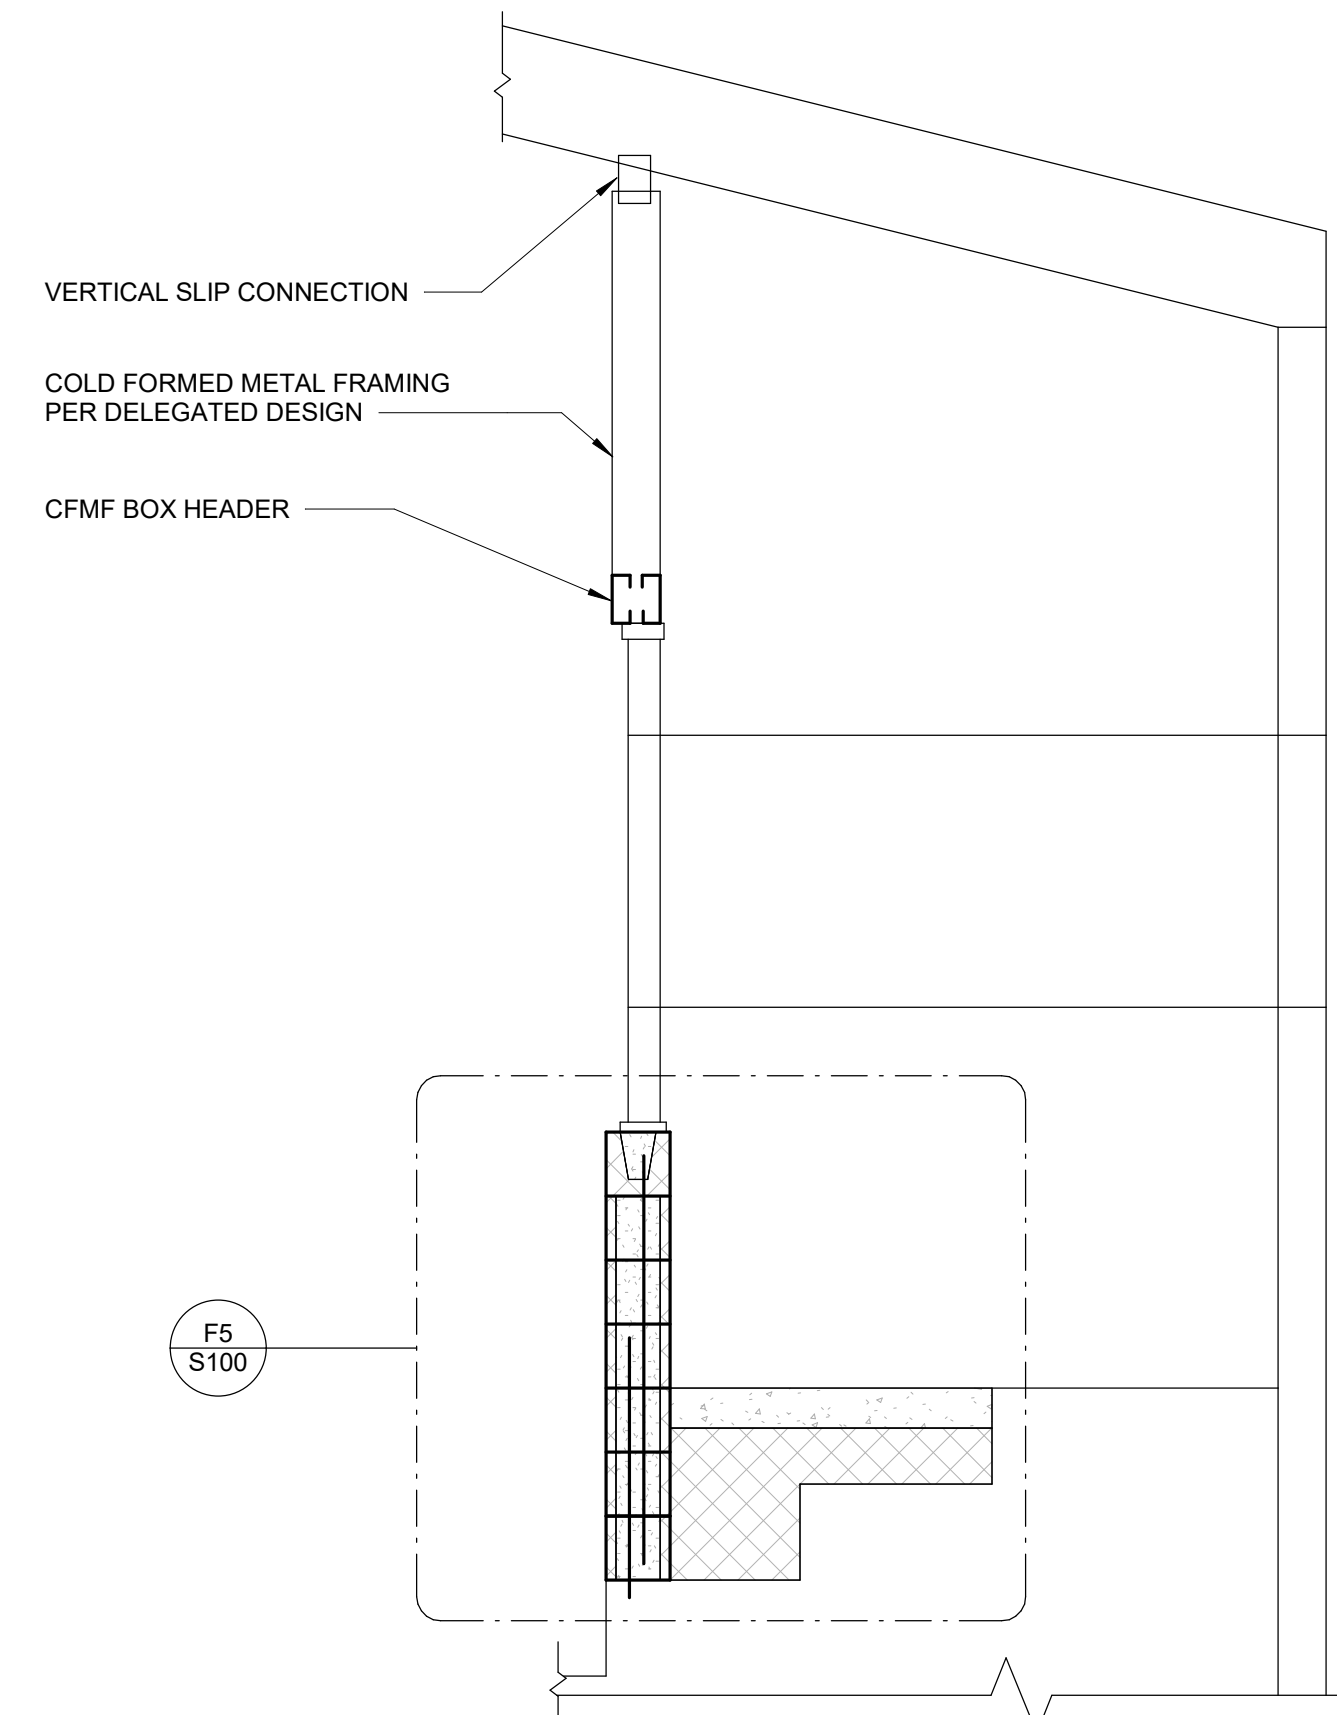 VERTICAL SLIP CONNECTION
COLD FORMED METAL FRAMING
PER DELEGATED DESIGN
CFMF BOX HEADER
F5
S100